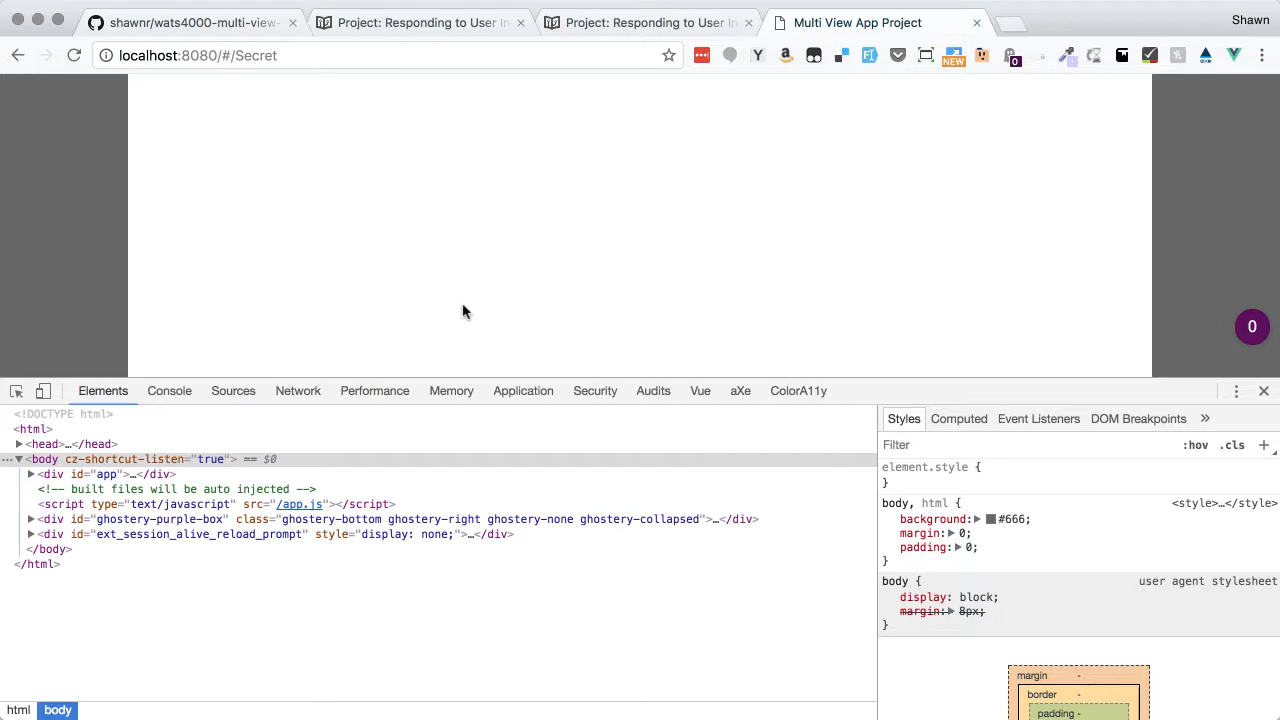 shawnr/wats4000-multi-view-
Project: Responding to User In
Project: Responding to User In
Multi View App Project
Shawn
localhost:8080/#/Secret
NEW
0
0
Elements Console Sources Network Performance Memory Application Security Audits Vue aXe ColorA11y
<!DOCTYPE html>
<html>
<head>…</head>
<body cz-shortcut-listen="true"> == $0
<div id="app">…</div>
<!-- built files will be auto injected -->
<script type="text/javascript" src="/app.js"></script>
<div id="ghostery-purple-box" class="ghostery-bottom ghostery-right ghostery-none ghostery-collapsed">…</div>
<div id="ext_session_alive_reload_prompt" style="display: none;">…</div>
</body>
</html>
html body
Styles Computed Event Listeners DOM Breakpoints »
Filter :hov .cls +
element.style {
}
body, html { <style>…</style>
background: #666;
margin: 0;
padding: 0;
}
body { user agent stylesheet
display: block;
margin: 8px;
}
margin -
border -
padding -